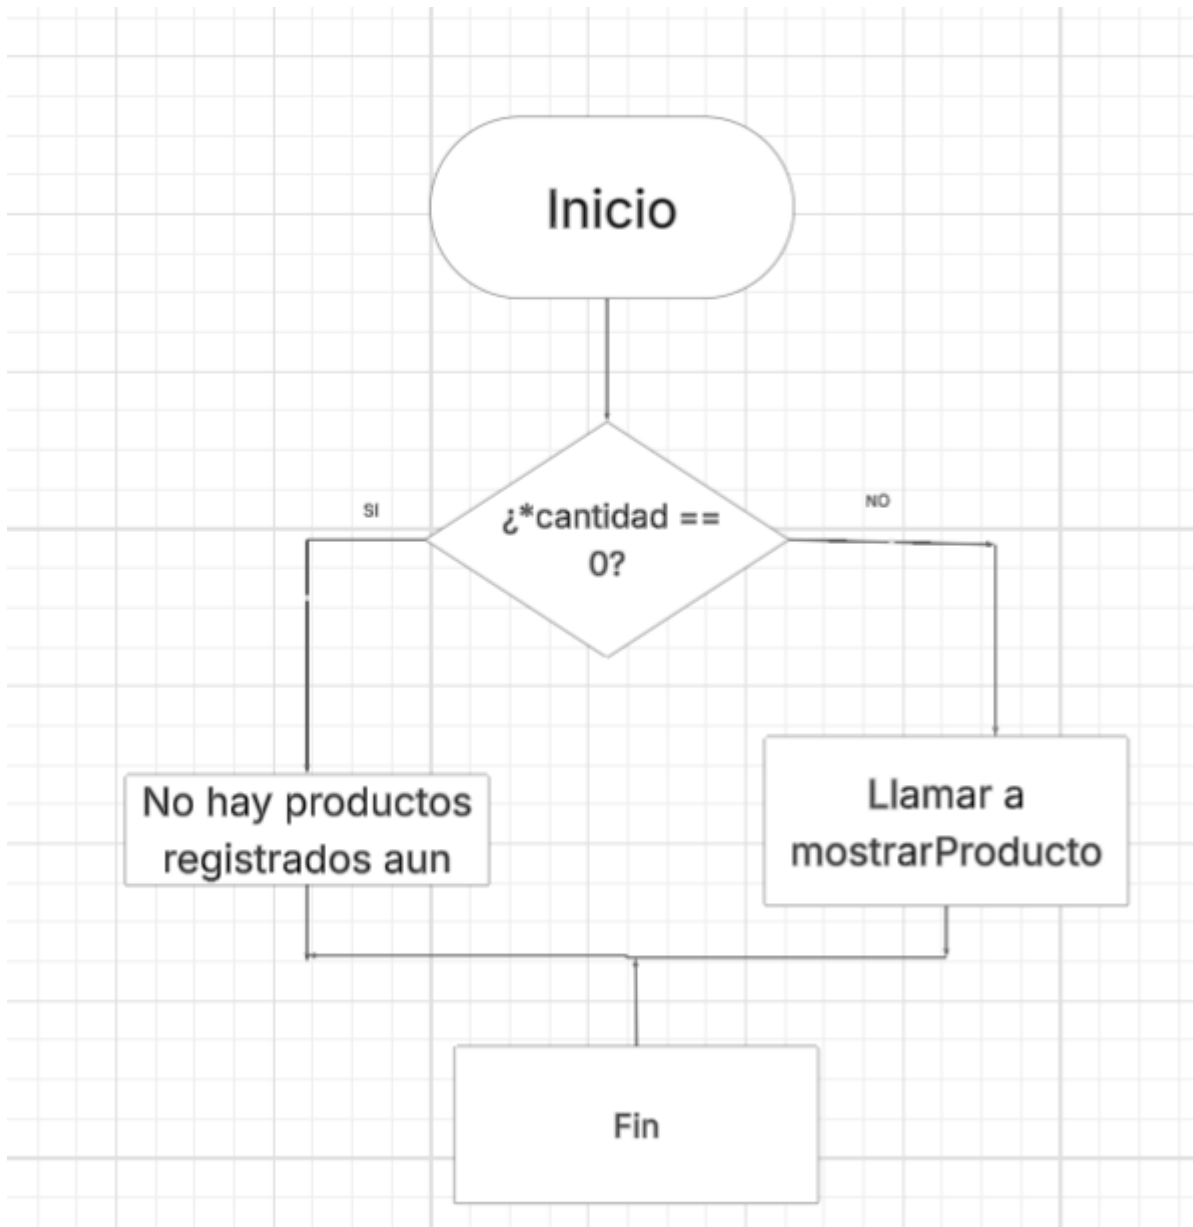 Inicio
SI
NO
¿*cantidad ==
0?
No hay productos
registrados aun
Llamar a
mostrarProducto
Fin